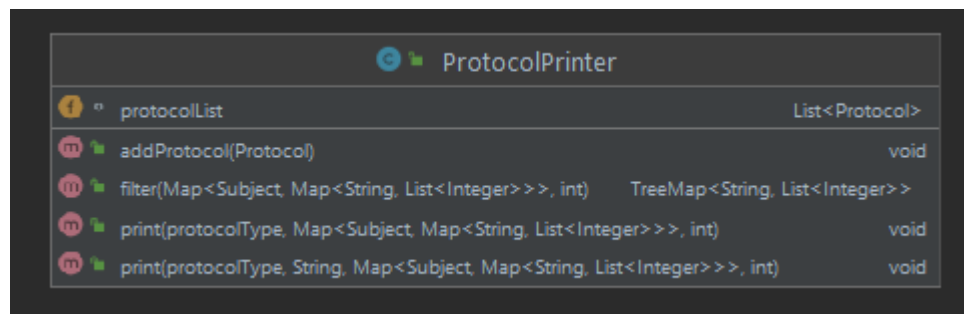 ProtocolPrinter
protocolList List<Protocol>
addProtocol(Protocol) void
filter(Map<Subject, Map<String, List<Integer>>>, int) TreeMap<String, List<Integer>>
print(protocolType, Map<Subject, Map<String, List<Integer>>>, int) void
print(protocolType, String, Map<Subject, Map<String, List<Integer>>>, int) void